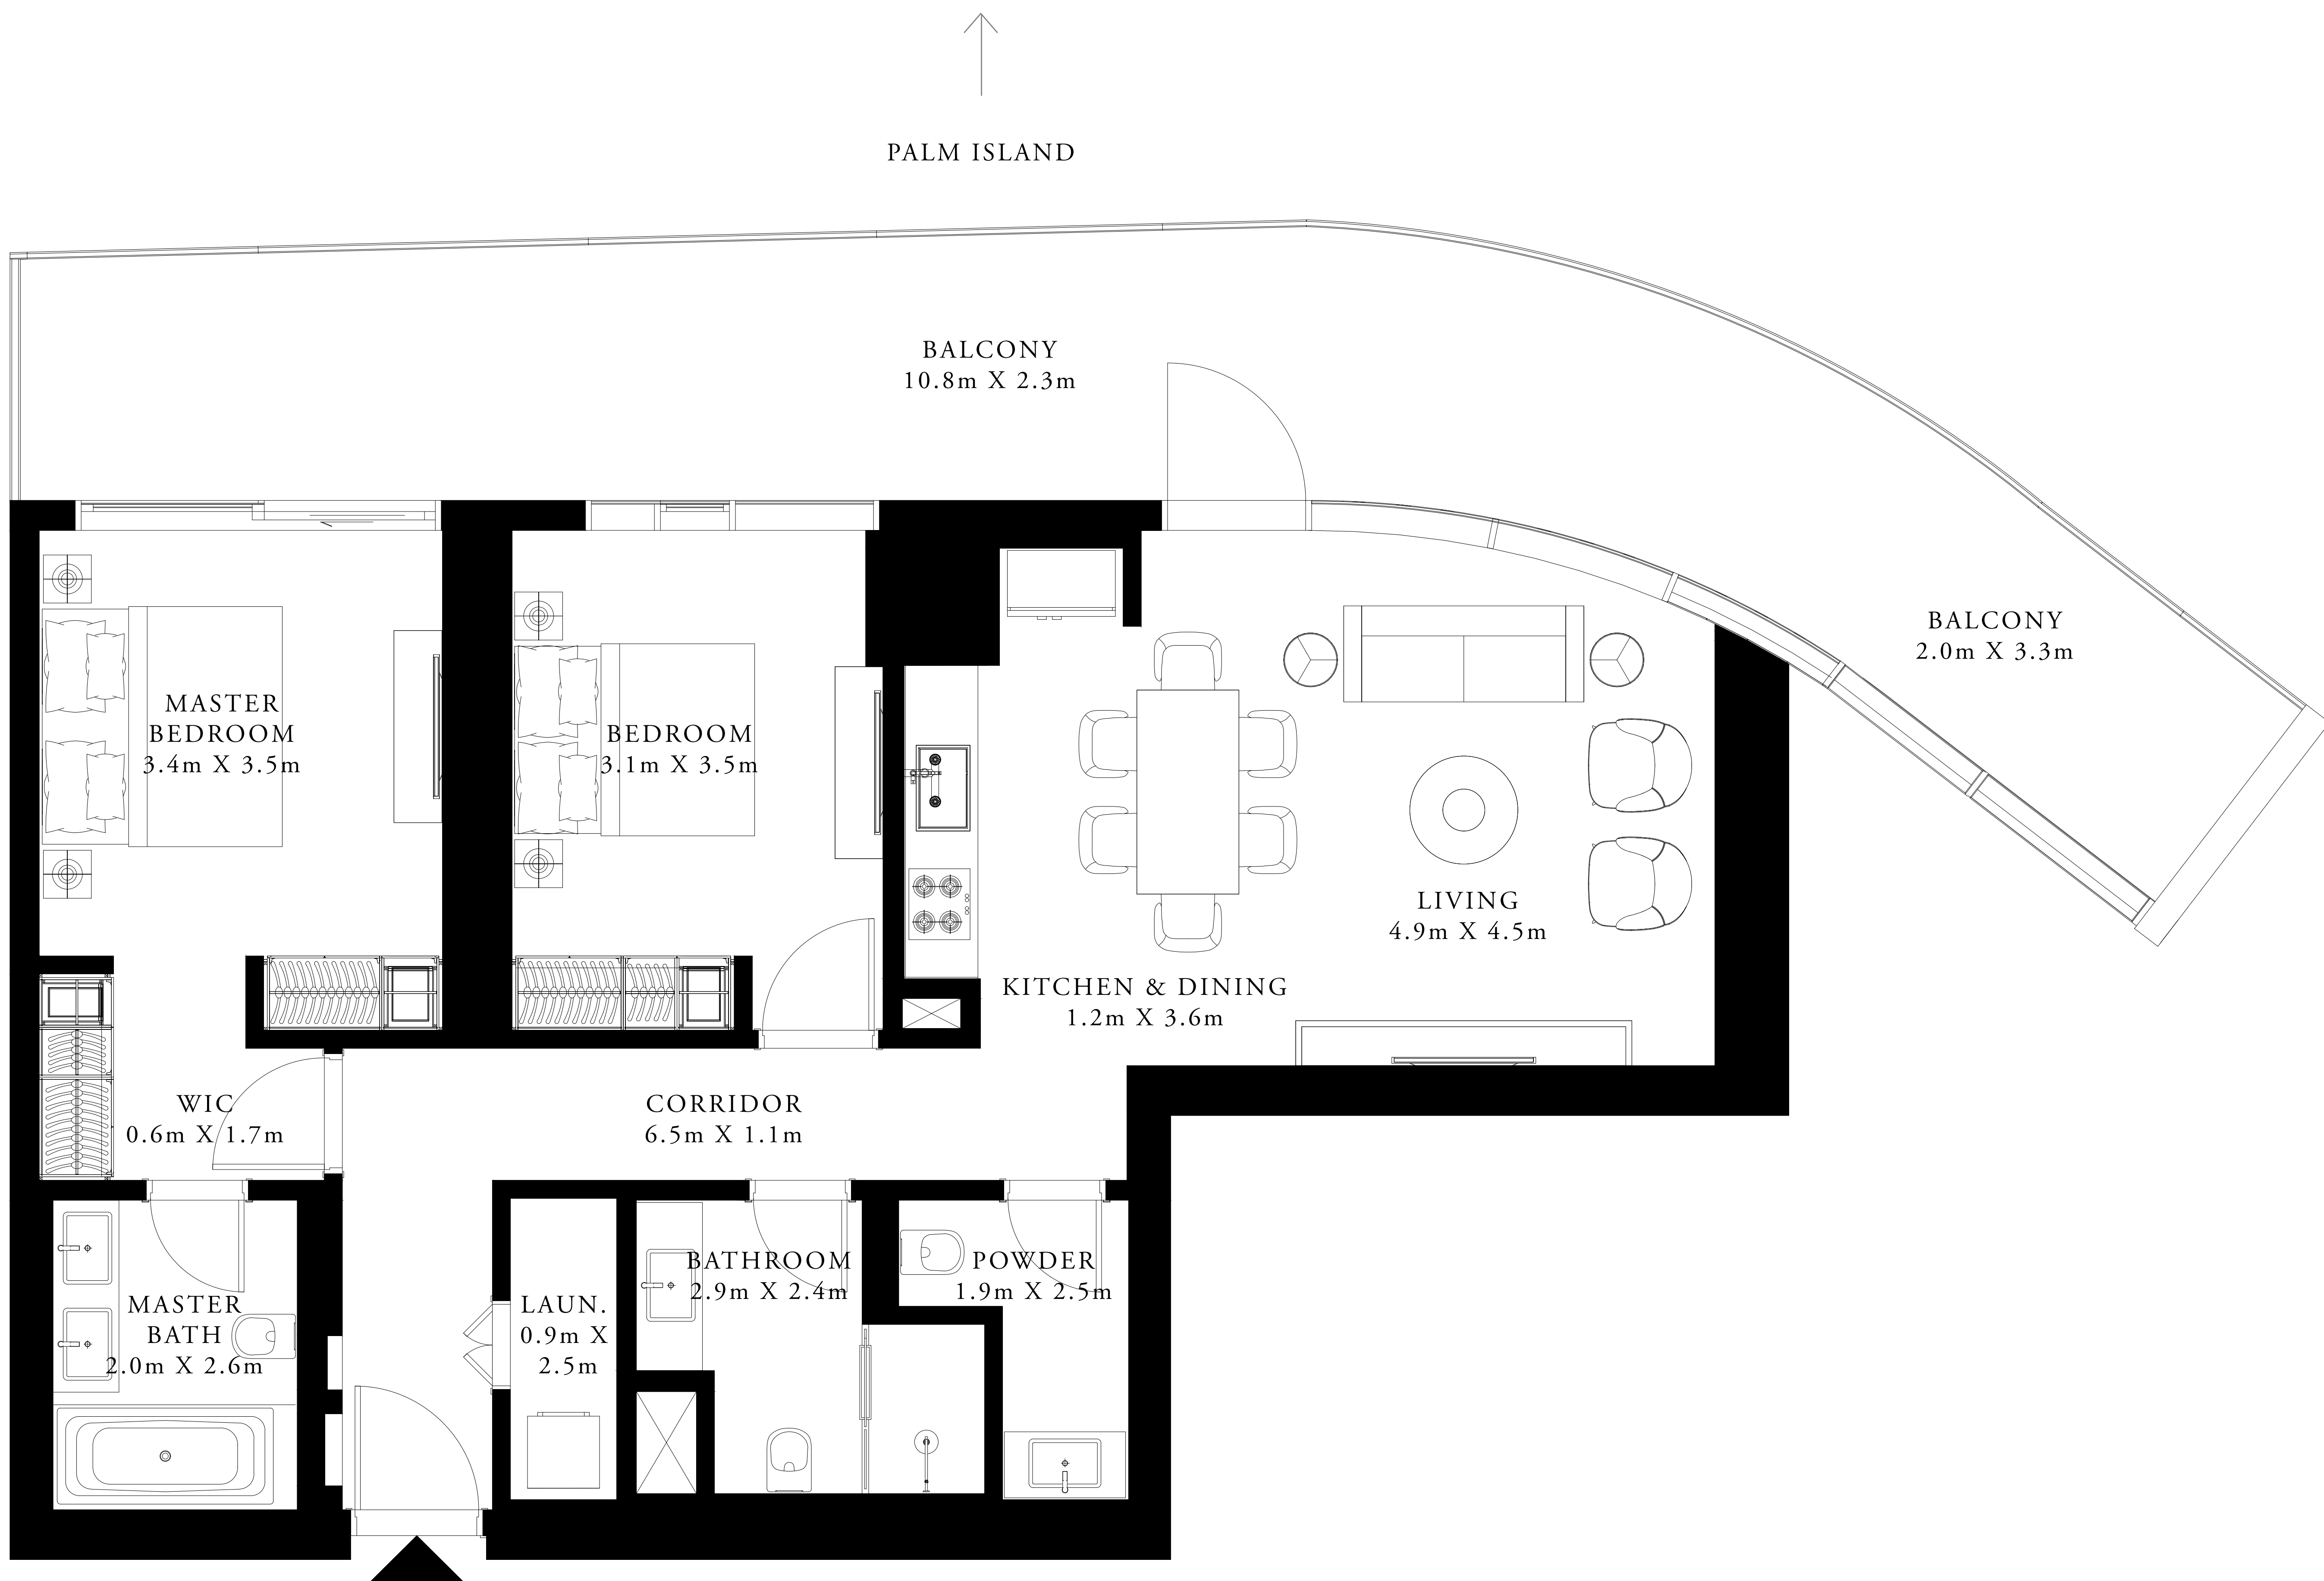 PALM ISLAND
BALCONY
10.8m X 2.3m
BALCONY
2.0m X 3.3m
MASTER
BEDROOM
3.4m X 3.5m
BEDROOM
3.1m X 3.5m
LIVING
4.9m X 4.5m
KITCHEN & DINING
1.2m X 3.6m
WIC
0.6m X 1.7m
CORRIDOR
6.5m X 1.1m
MASTER
BATH
2.0m X 2.6m
LAUN.
0.9m X
2.5m
BATHROOM
2.9m X 2.4m
POWDER
1.9m X 2.5m